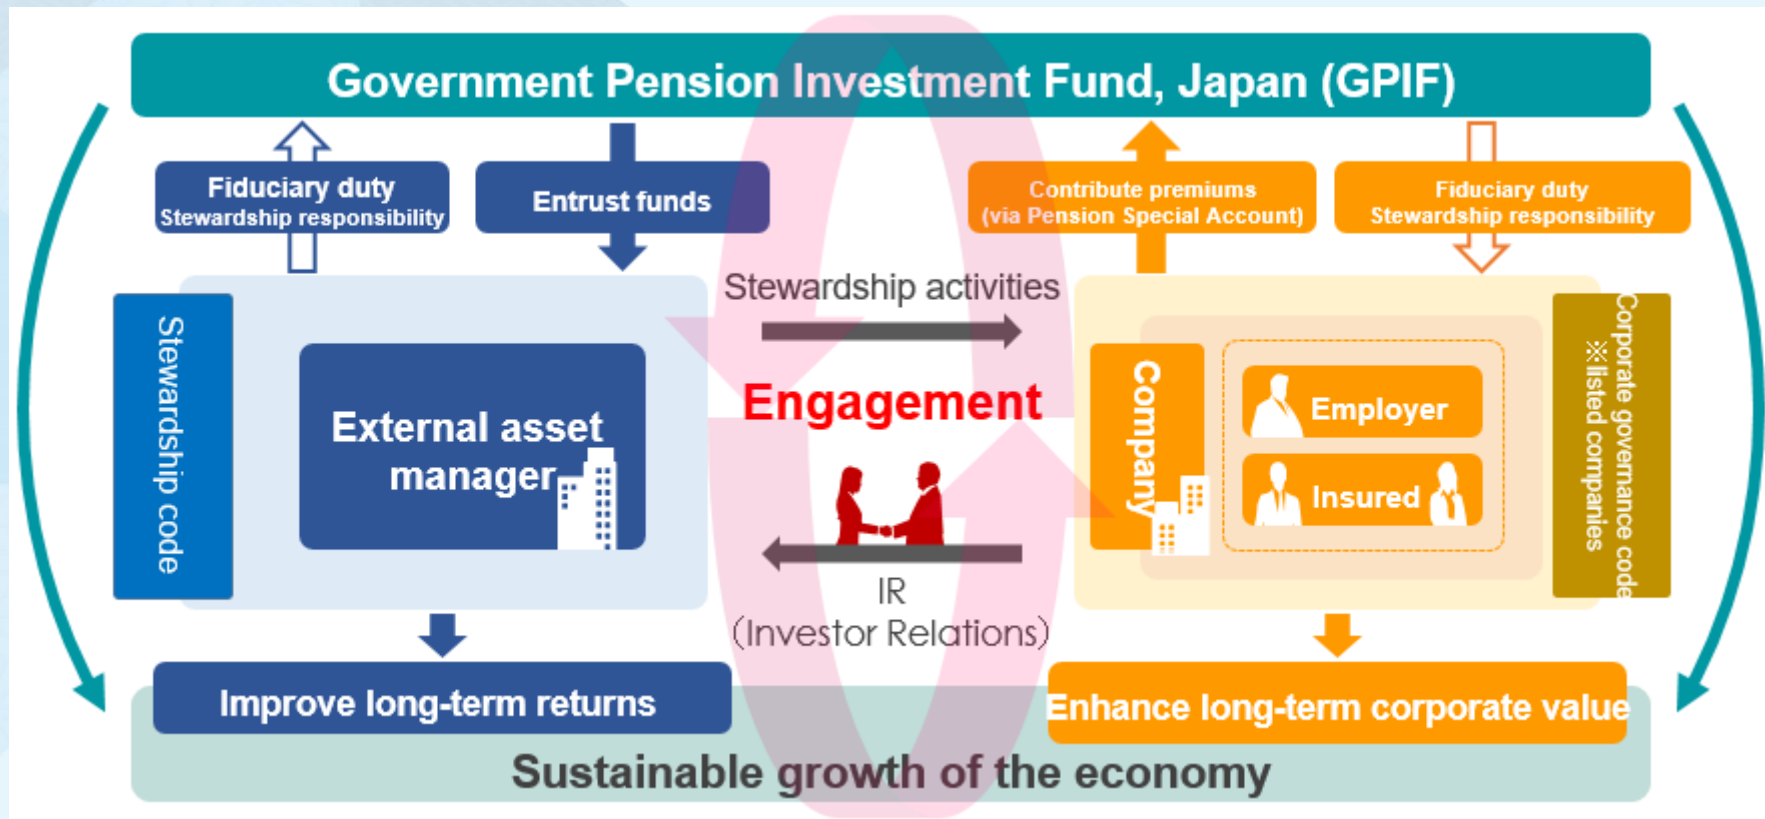 Government Pension Investment Fund, Japan (GPIF)
Fiduciary duty
Stewardship responsibility
Entrust funds
Contribute premiums
(via Pension Special Account)
Fiduciary duty
Stewardship responsibility
Stewardship code
External asset
manager
Stewardship activities
Engagement
IR
(Investor Relations)
Company
Employer
Insured
Corporate governance code
※listed companies
Improve long-term returns
Enhance long-term corporate value
Sustainable growth of the economy